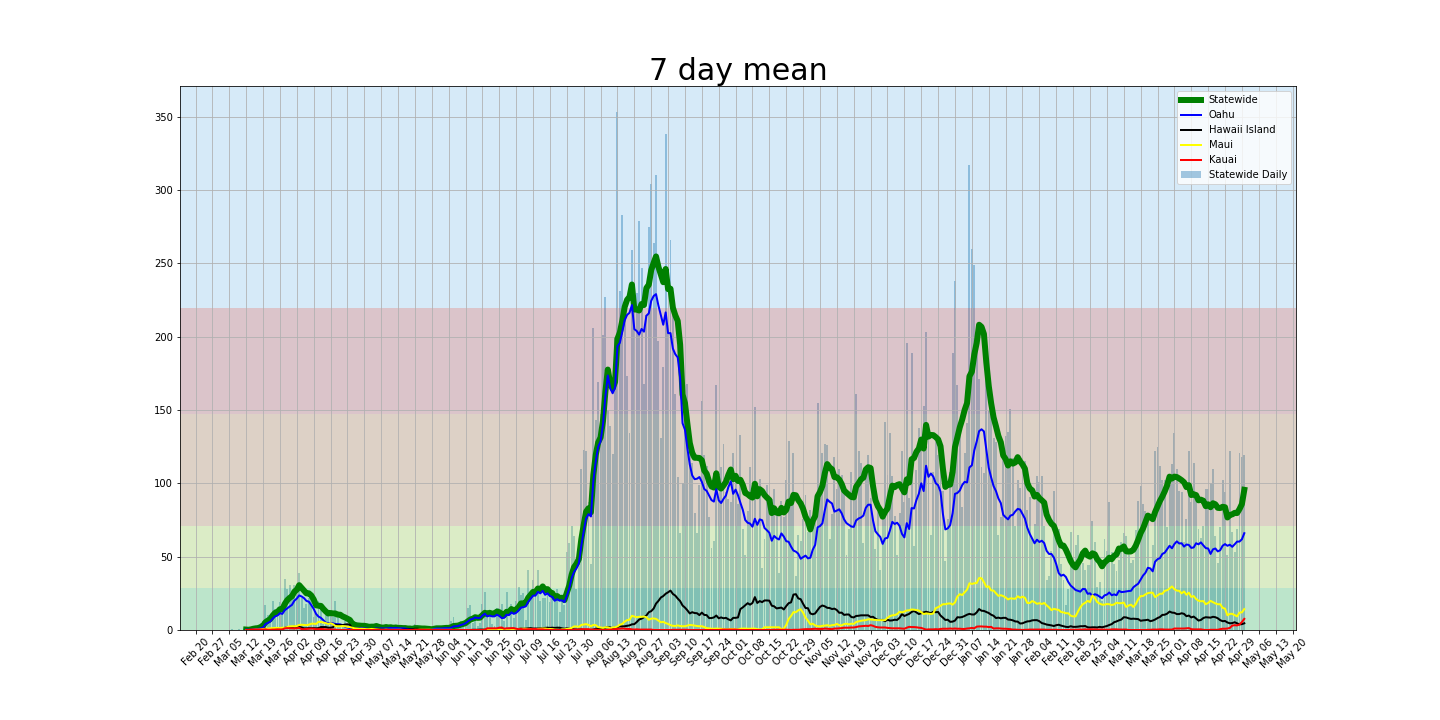 7 day mean
350
300
250
200
150
100
50
0
Statewide
Oahu
Hawaii Island
Maui
Kauai
Statewide Daily
Feb 20
Feb 27
Mar 05
Mar 12
Mar 19
Mar 26
Apr 02
Apr 09
Apr 16
Apr 23
Apr 30
May 07
May 14
May 21
May 28
Jun 04
Jun 11
Jun 18
Jun 25
Jul 02
Jul 09
Jul 16
Jul 23
Jul 30
Aug 06
Aug 13
Aug 20
Aug 27
Sep 03
Sep 10
Sep 17
Sep 24
Oct 01
Oct 08
Oct 15
Oct 22
Oct 29
Nov 05
Nov 12
Nov 19
Nov 26
Dec 03
Dec 10
Dec 17
Dec 24
Dec 31
Jan 07
Jan 14
Jan 21
Jan 28
Feb 04
Feb 11
Feb 18
Feb 25
Mar 04
Mar 11
Mar 18
Mar 25
Apr 01
Apr 08
Apr 15
Apr 22
Apr 29
May 06
May 13
May 20